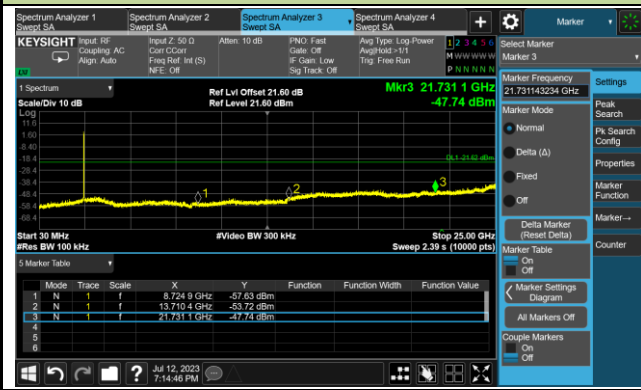 Spectrum Analyzer 1
Swept SA
Spectrum Analyzer 2
Swept SA
Spectrum Analyzer 3
Swept SA
Spectrum Analyzer 4
Swept SA
+
Marker
KEYSIGHT
Input: RF
Coupling: AC
Align: Auto
Input Z: 50 Ω
Corr CCorr
Freq Ref: Int (S)
NFE: Off
Atten: 10 dB
PNO: Fast
Gate: Off
IF Gain: Low
Sig Track: Off
Avg Type: Log-Power
Avg|Hold:>1/1
Trig: Free Run
1 2 3 4 5 6
M W W W W W
P N N N N N
LXI
Select Marker
Marker 3
1 Spectrum
Scale/Div 10 dB
Ref Lvl Offset 21.60 dB
Ref Level 21.60 dBm
Mkr3 21.731 1 GHz
-47.74 dBm
Log
11.6
1.60
-8.40
-18.4
-28.4
-38.4
-48.4
-58.4
-68.4
DL1 -21.62 dBm
1
2
3
Start 30 MHz
#Res BW 100 kHz
#Video BW 300 kHz
Stop 25.00 GHz
Sweep 2.39 s (10000 pts)
5 Marker Table
Mode Trace Scale X Y Function Function Width Function Value
1 N 1 f 8.724 9 GHz -57.63 dBm
2 N 1 f 13.710 4 GHz -53.72 dBm
3 N 1 f 21.731 1 GHz -47.74 dBm
4
5
6
Marker Frequency
21.731143234 GHz
Marker Mode
Normal
Delta (Δ)
Fixed
Off
Delta Marker
(Reset Delta)
Marker Table
On
Off
Marker Settings
Diagram
All Markers Off
Couple Markers
On
Off
Settings
Peak
Search
Pk Search
Config
Properties
Marker
Function
Marker→
Counter
?
Jul 12, 2023
7:14:46 PM